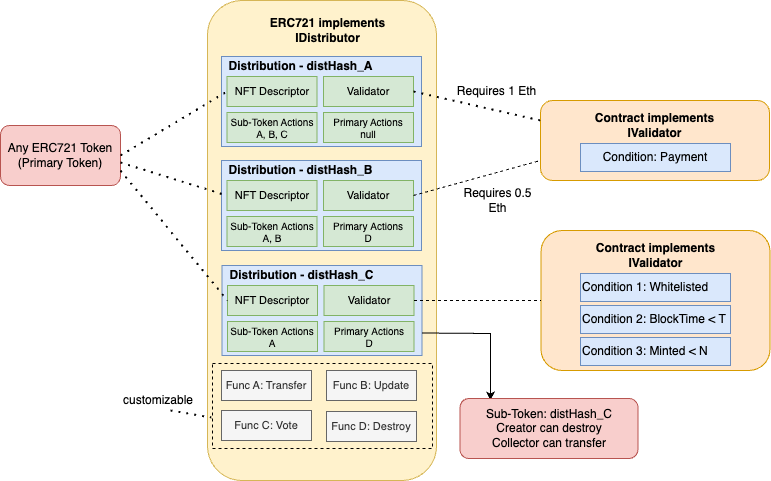 ERC721 implements
IDistributor
Distribution - distHash_A
NFT Descriptor
Validator
Sub-Token Actions
A, B, C
Primary Actions
null
Requires 1 Eth
Contract implements
IValidator
Condition: Payment
Any ERC721 Token
(Primary Token)
Distribution - distHash_B
NFT Descriptor
Validator
Sub-Token Actions
A, B
Primary Actions
D
Requires 0.5
Eth
Contract implements
IValidator
Condition 1: Whitelisted
Condition 2: BlockTime < T
Condition 3: Minted < N
Distribution - distHash_C
NFT Descriptor
Validator
Sub-Token Actions
A
Primary Actions
D
customizable
Func A: Transfer
Func B: Update
Func C: Vote
Func D: Destroy
Sub-Token: distHash_C
Creator can destroy
Collector can transfer